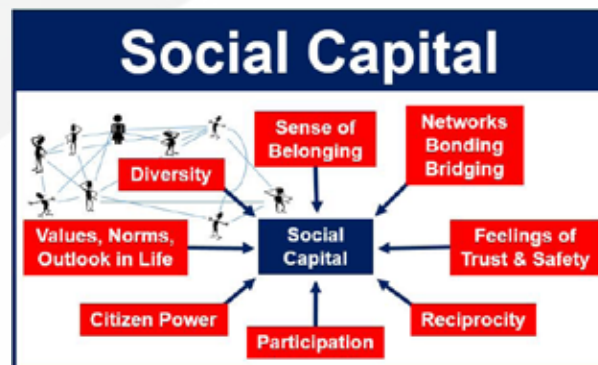 Social Capital
Sense of
Belonging
Networks
Bonding
Bridging
Diversity
Values, Norms,
Outlook in Life
Social
Capital
Feelings of
Trust & Safety
Citizen Power
Participation
Reciprocity